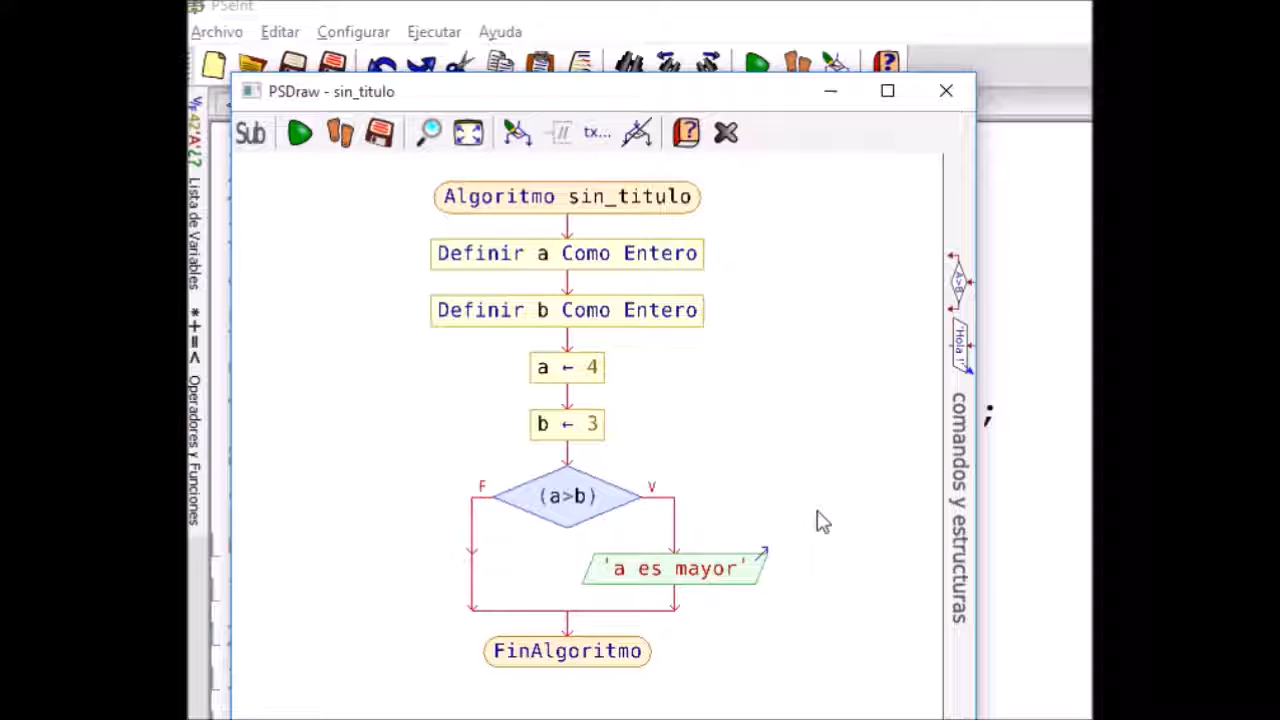 PSeInt
Archivo Editar Configurar Ejecutar Ayuda
PSDraw - sin_titulo
Sub
tx...
Algoritmo sin_titulo
Definir a Como Entero
Definir b Como Entero
a ← 4
b ← 3
(a>b)
F
V
'a es mayor'
FinAlgoritmo
Lista de Variables
*+=< Operadores y Funciones
A>B
'Hola !'
comandos y estructuras
;